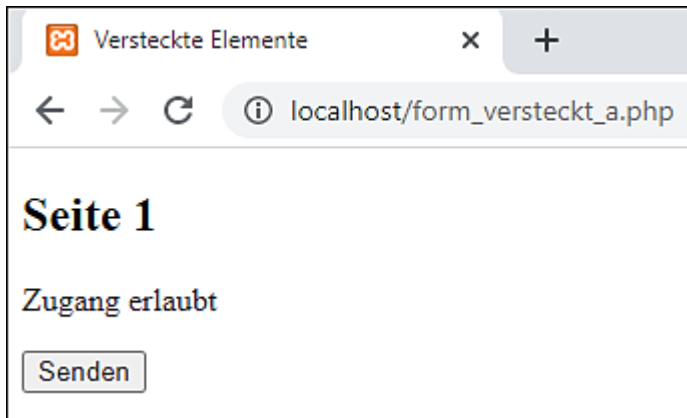 Versteckte Elemente
localhost/form_versteckt_a.php
Seite 1
Zugang erlaubt
Senden